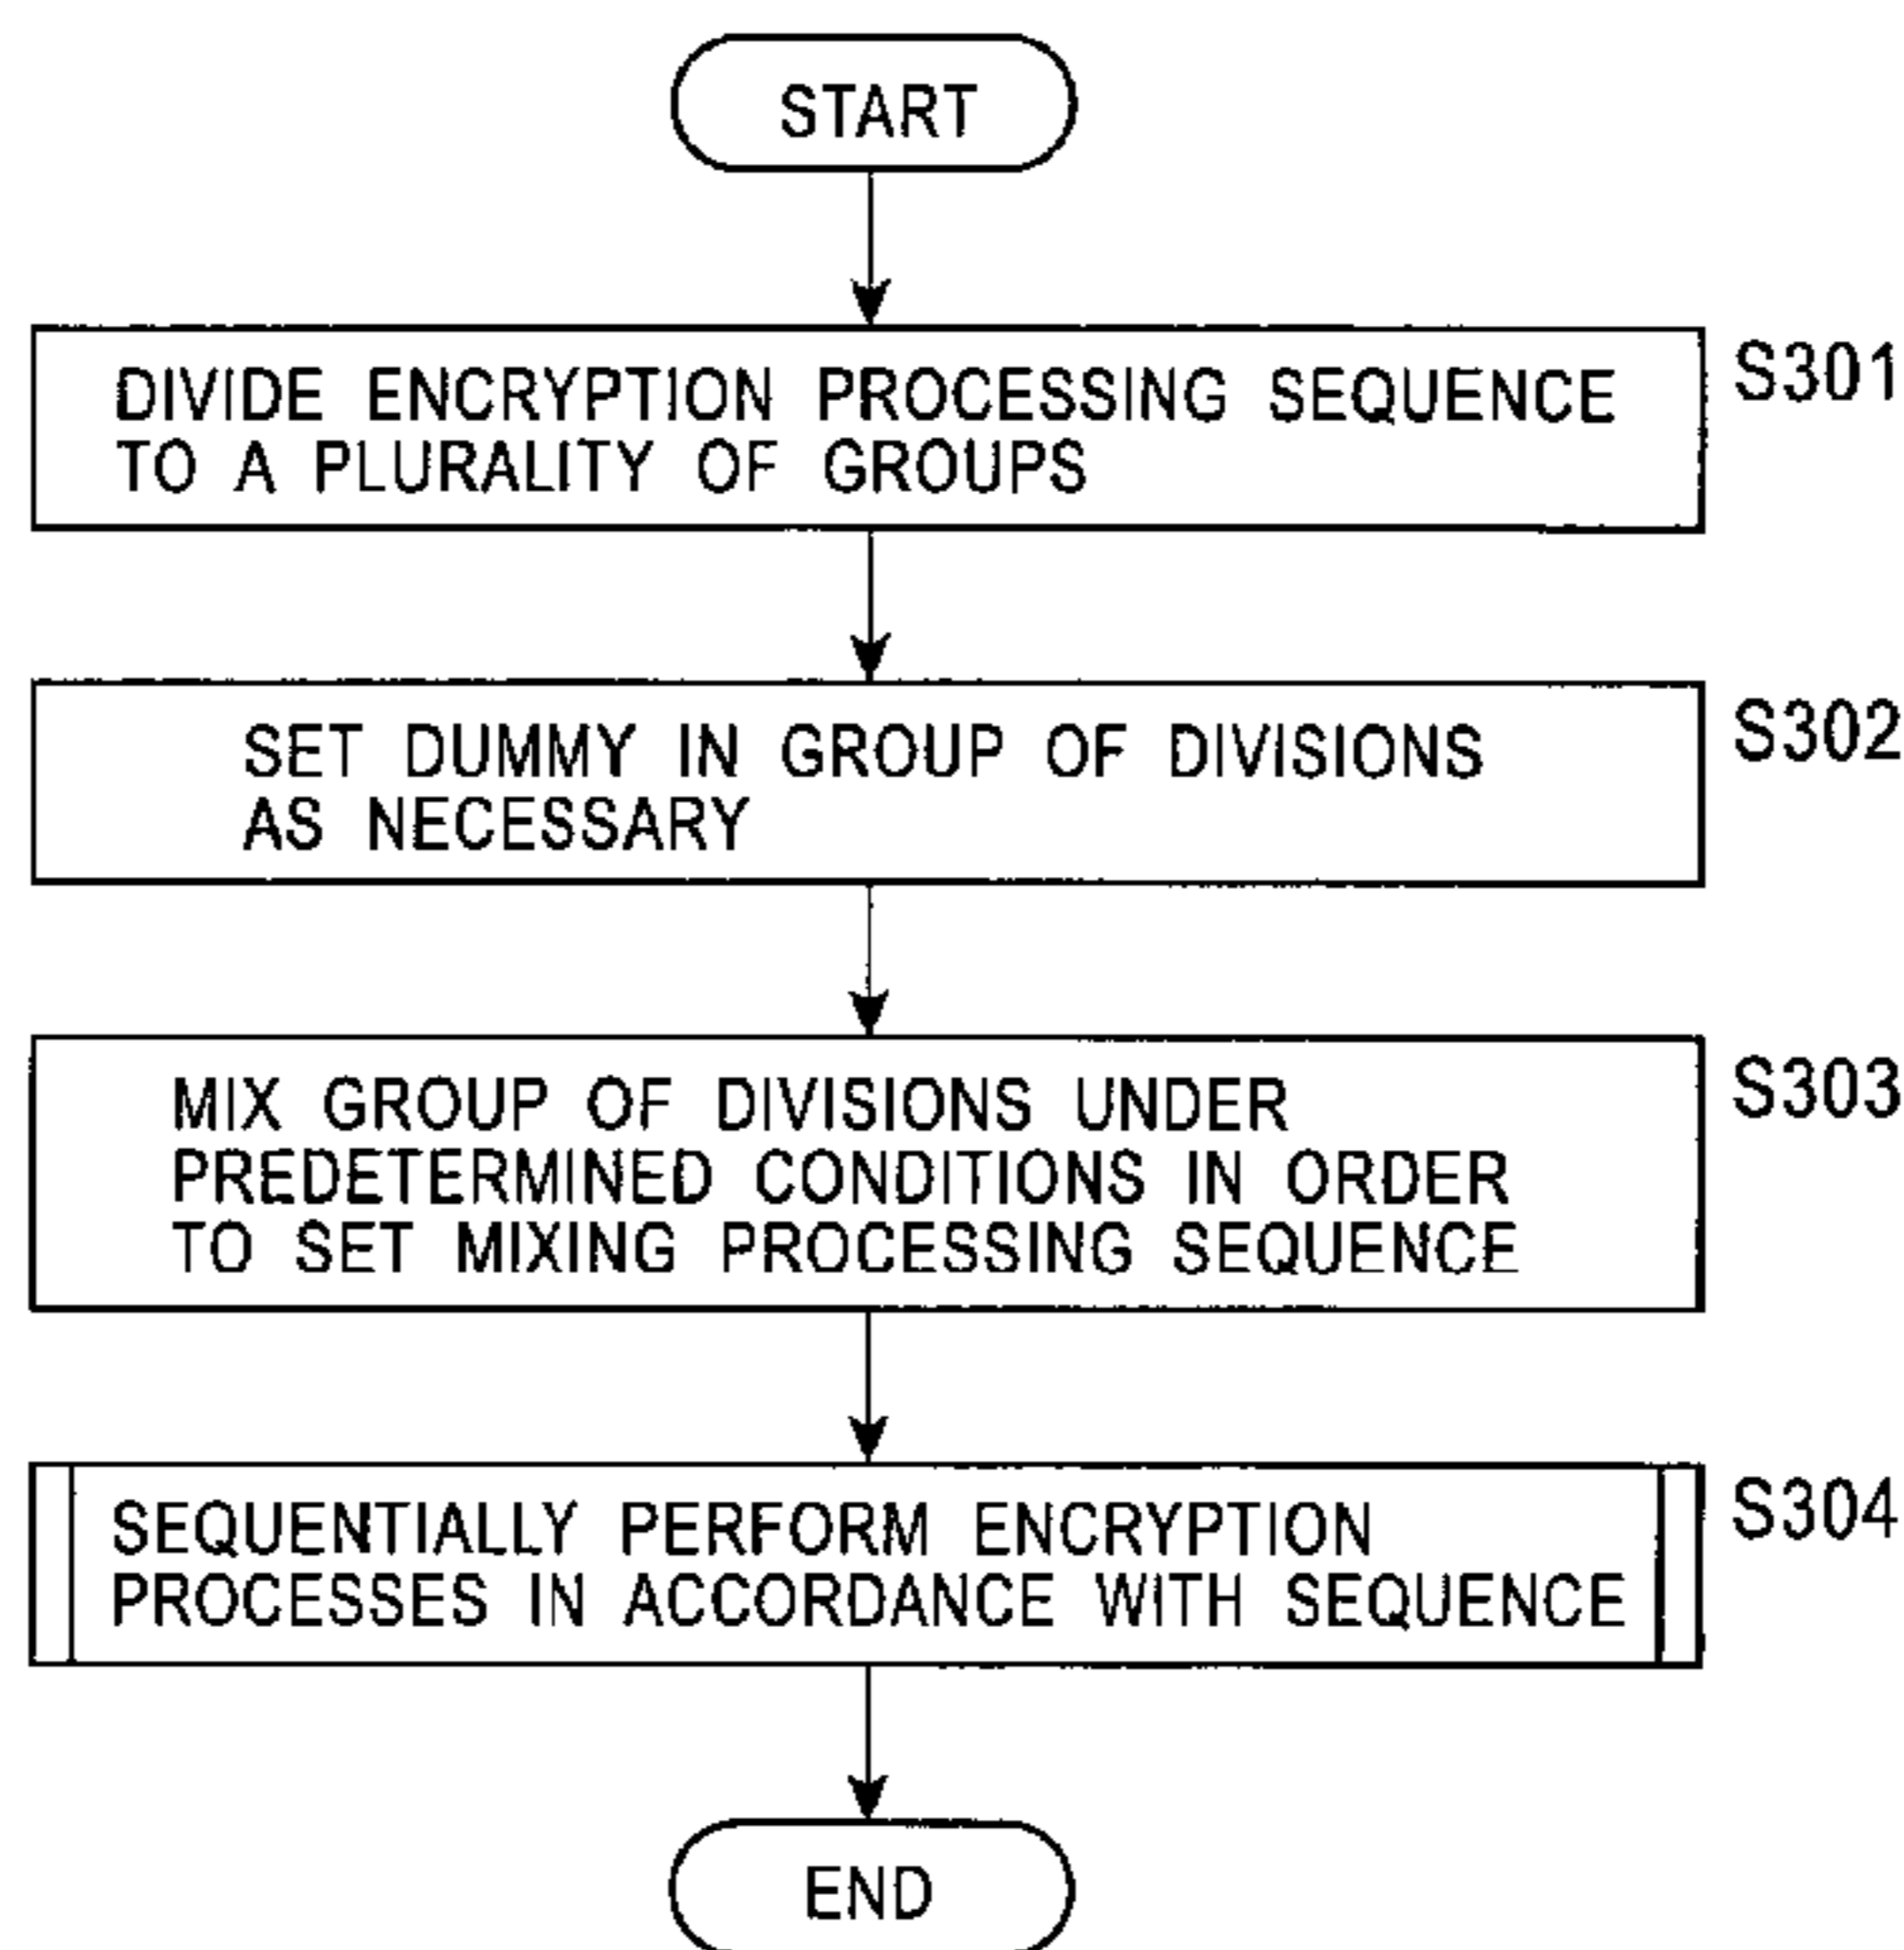 START
DIVIDE ENCRYPTION PROCESSING SEQUENCE
TO A PLURALITY OF GROUPS
S301
SET DUMMY IN GROUP OF DIVISIONS
AS NECESSARY
S302
MIX GROUP OF DIVISIONS UNDER
PREDETERMINED CONDITIONS IN ORDER
TO SET MIXING PROCESSING SEQUENCE
S303
SEQUENTIALLY PERFORM ENCRYPTION
PROCESSES IN ACCORDANCE WITH SEQUENCE
S304
END